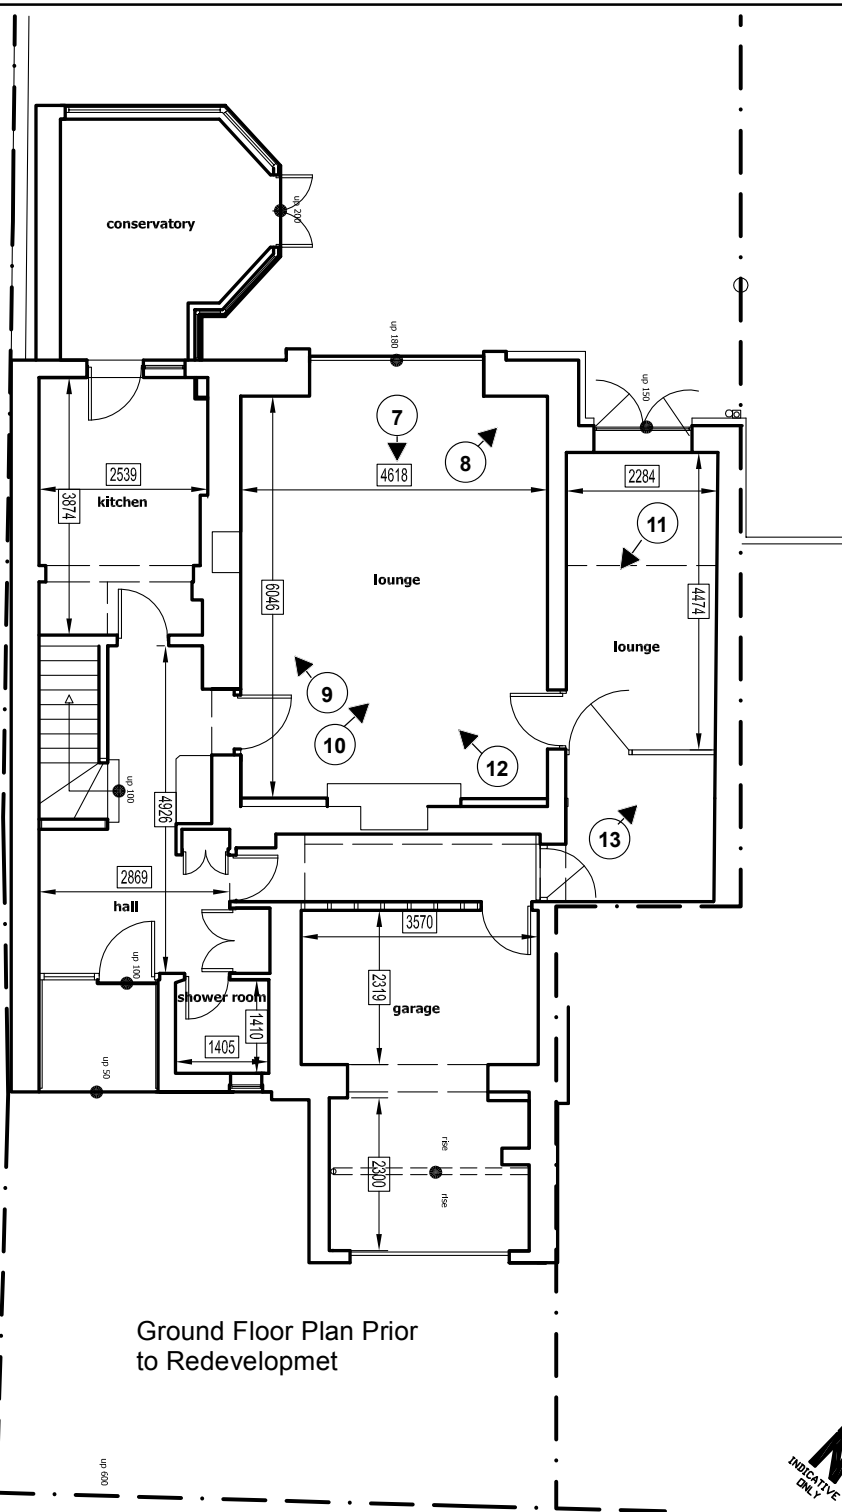 conservatory
up 200
up 180
up 150
7
8
4618
2539
kitchen
3874
2284
11
lounge
6046
4474
lounge
9
10
12
up 100
4926
13
2869
hall
3570
up 100
2319
shower room
garage
1410
1405
up 50
rise
2300
rise
Ground Floor Plan Prior
to Redevelopmet
up 600
N
INDICATIVE
ONLY